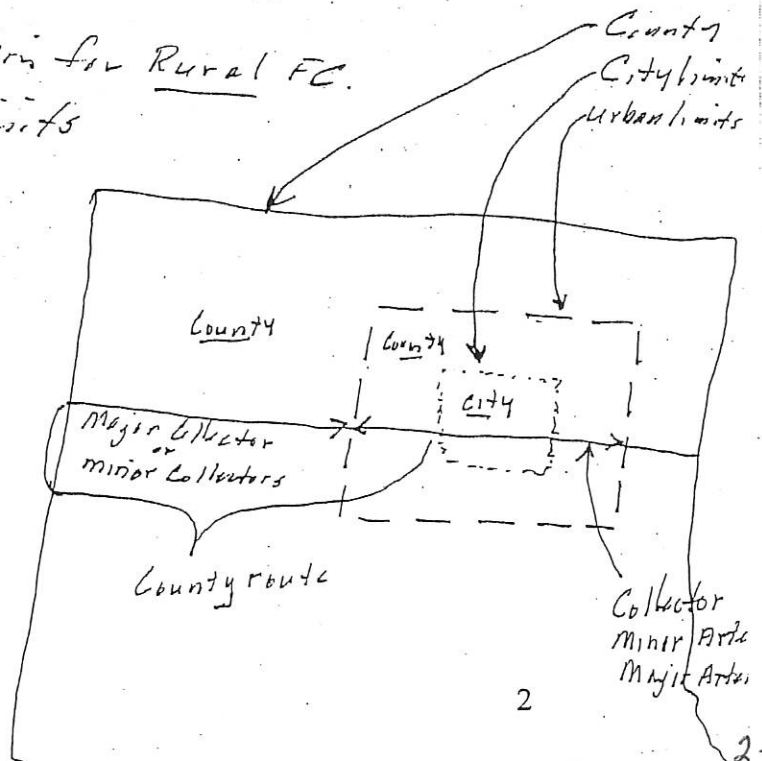 County
for Rural FC.
City limits
Urban limits
County
County
City
Major Collector
or
Minor Collectors
County route
Collector
Minor Arte
Major Arter
2
2-